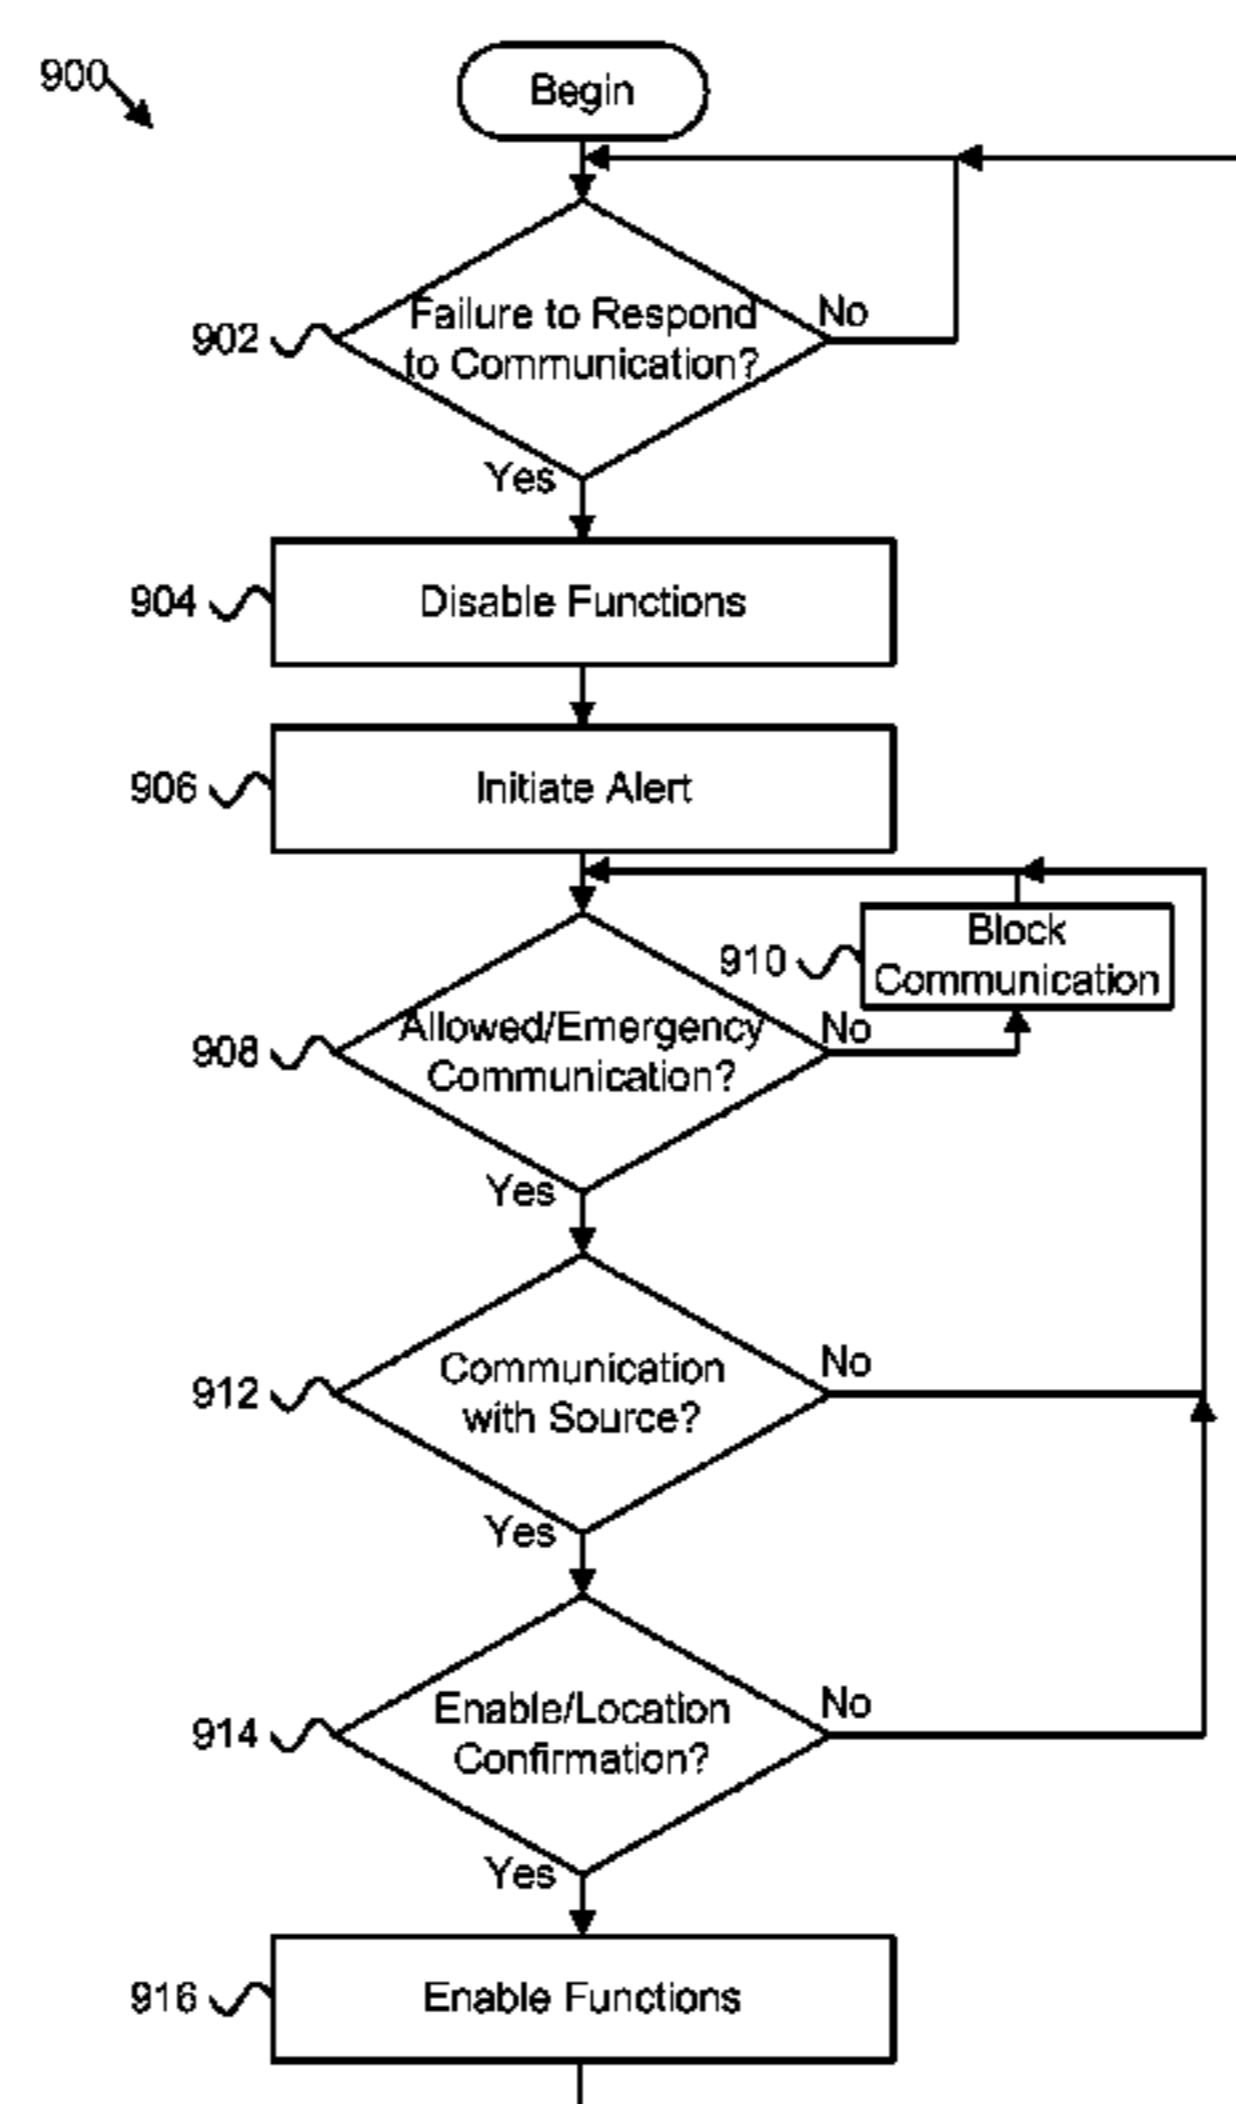 900
Begin
902
Failure to Respond
to Communication?
No
Yes
904
Disable Functions
906
Initiate Alert
910
Block
Communication
908
Allowed/Emergency
Communication?
No
Yes
912
Communication
with Source?
No
Yes
914
Enable/Location
Confirmation?
No
Yes
916
Enable Functions